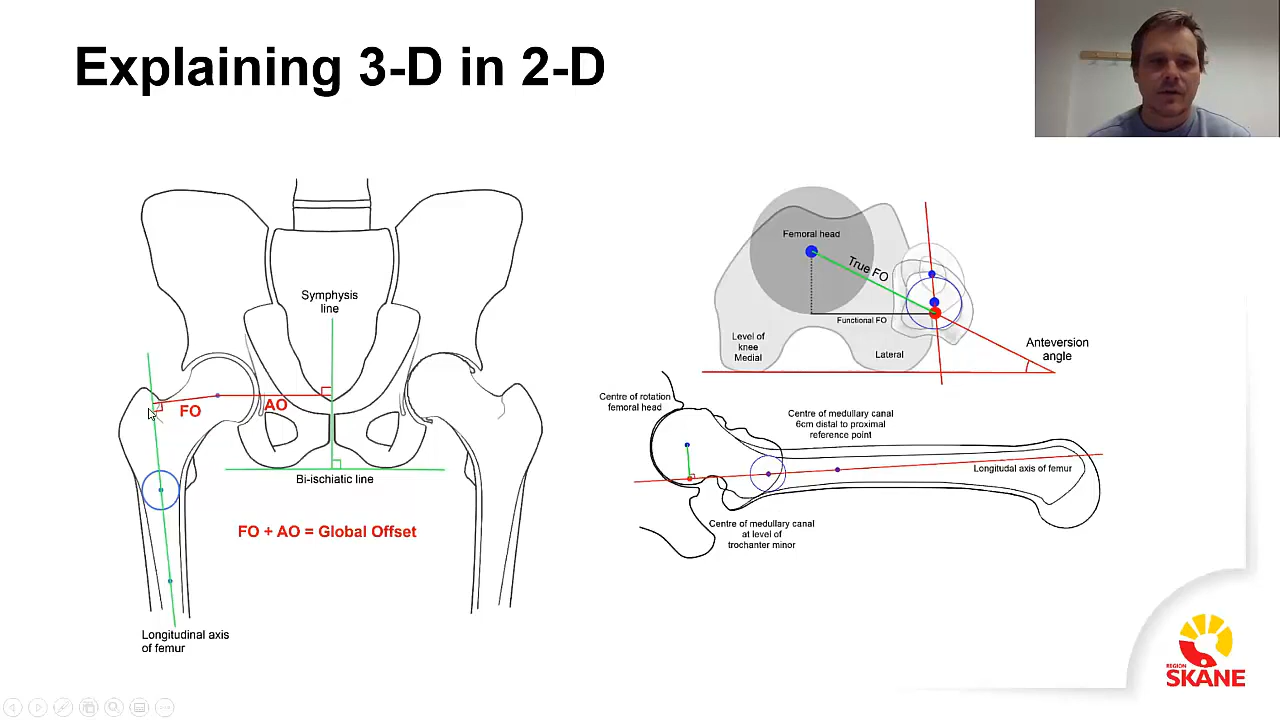 Explaining 3-D in 2-D
Symphysis
line
FO
AO
Bi-ischiatic line
FO + AO = Global Offset
Longitudinal axis
of femur
Femoral head
True FO
Functional FO
Level of
knee
Medial
Lateral
Anteversion
angle
Centre of rotation
femoral head
Centre of medullary canal
6cm distal to proximal
reference point
Longitudal axis of femur
Centre of medullary canal
at level of
trochanter minor
REGION
SKANE